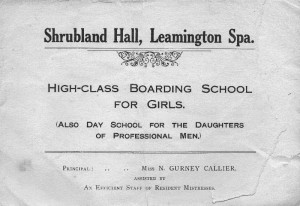 Shrubland Hall, Leamington Spa.
HIGH-CLASS BOARDING SCHOOL
FOR GIRLS.
(ALSO DAY SCHOOL FOR THE DAUGHTERS
OF PROFESSIONAL MEN.)
PRINCIPAL: .. .. MISS N. GURNEY CALLIER.
ASSISTED BY
AN EFFICIENT STAFF OF RESIDENT MISTRESSES.